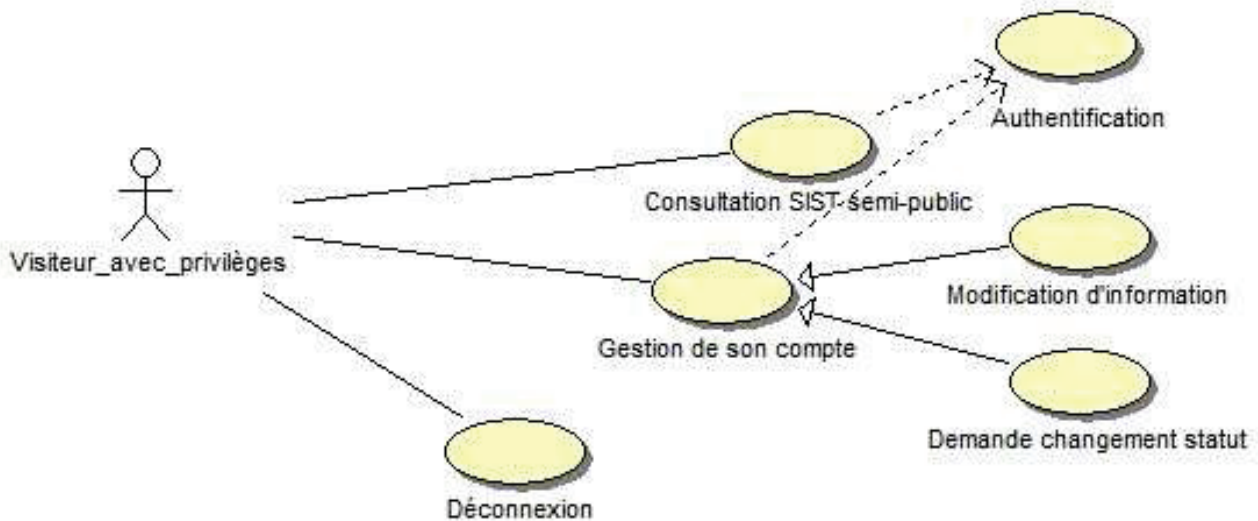 Authentification
Consultation SIST-semi-public
Visiteur_avec_privilèges
Modification d'information
Gestion de son compte
Demande changement statut
Déconnexion